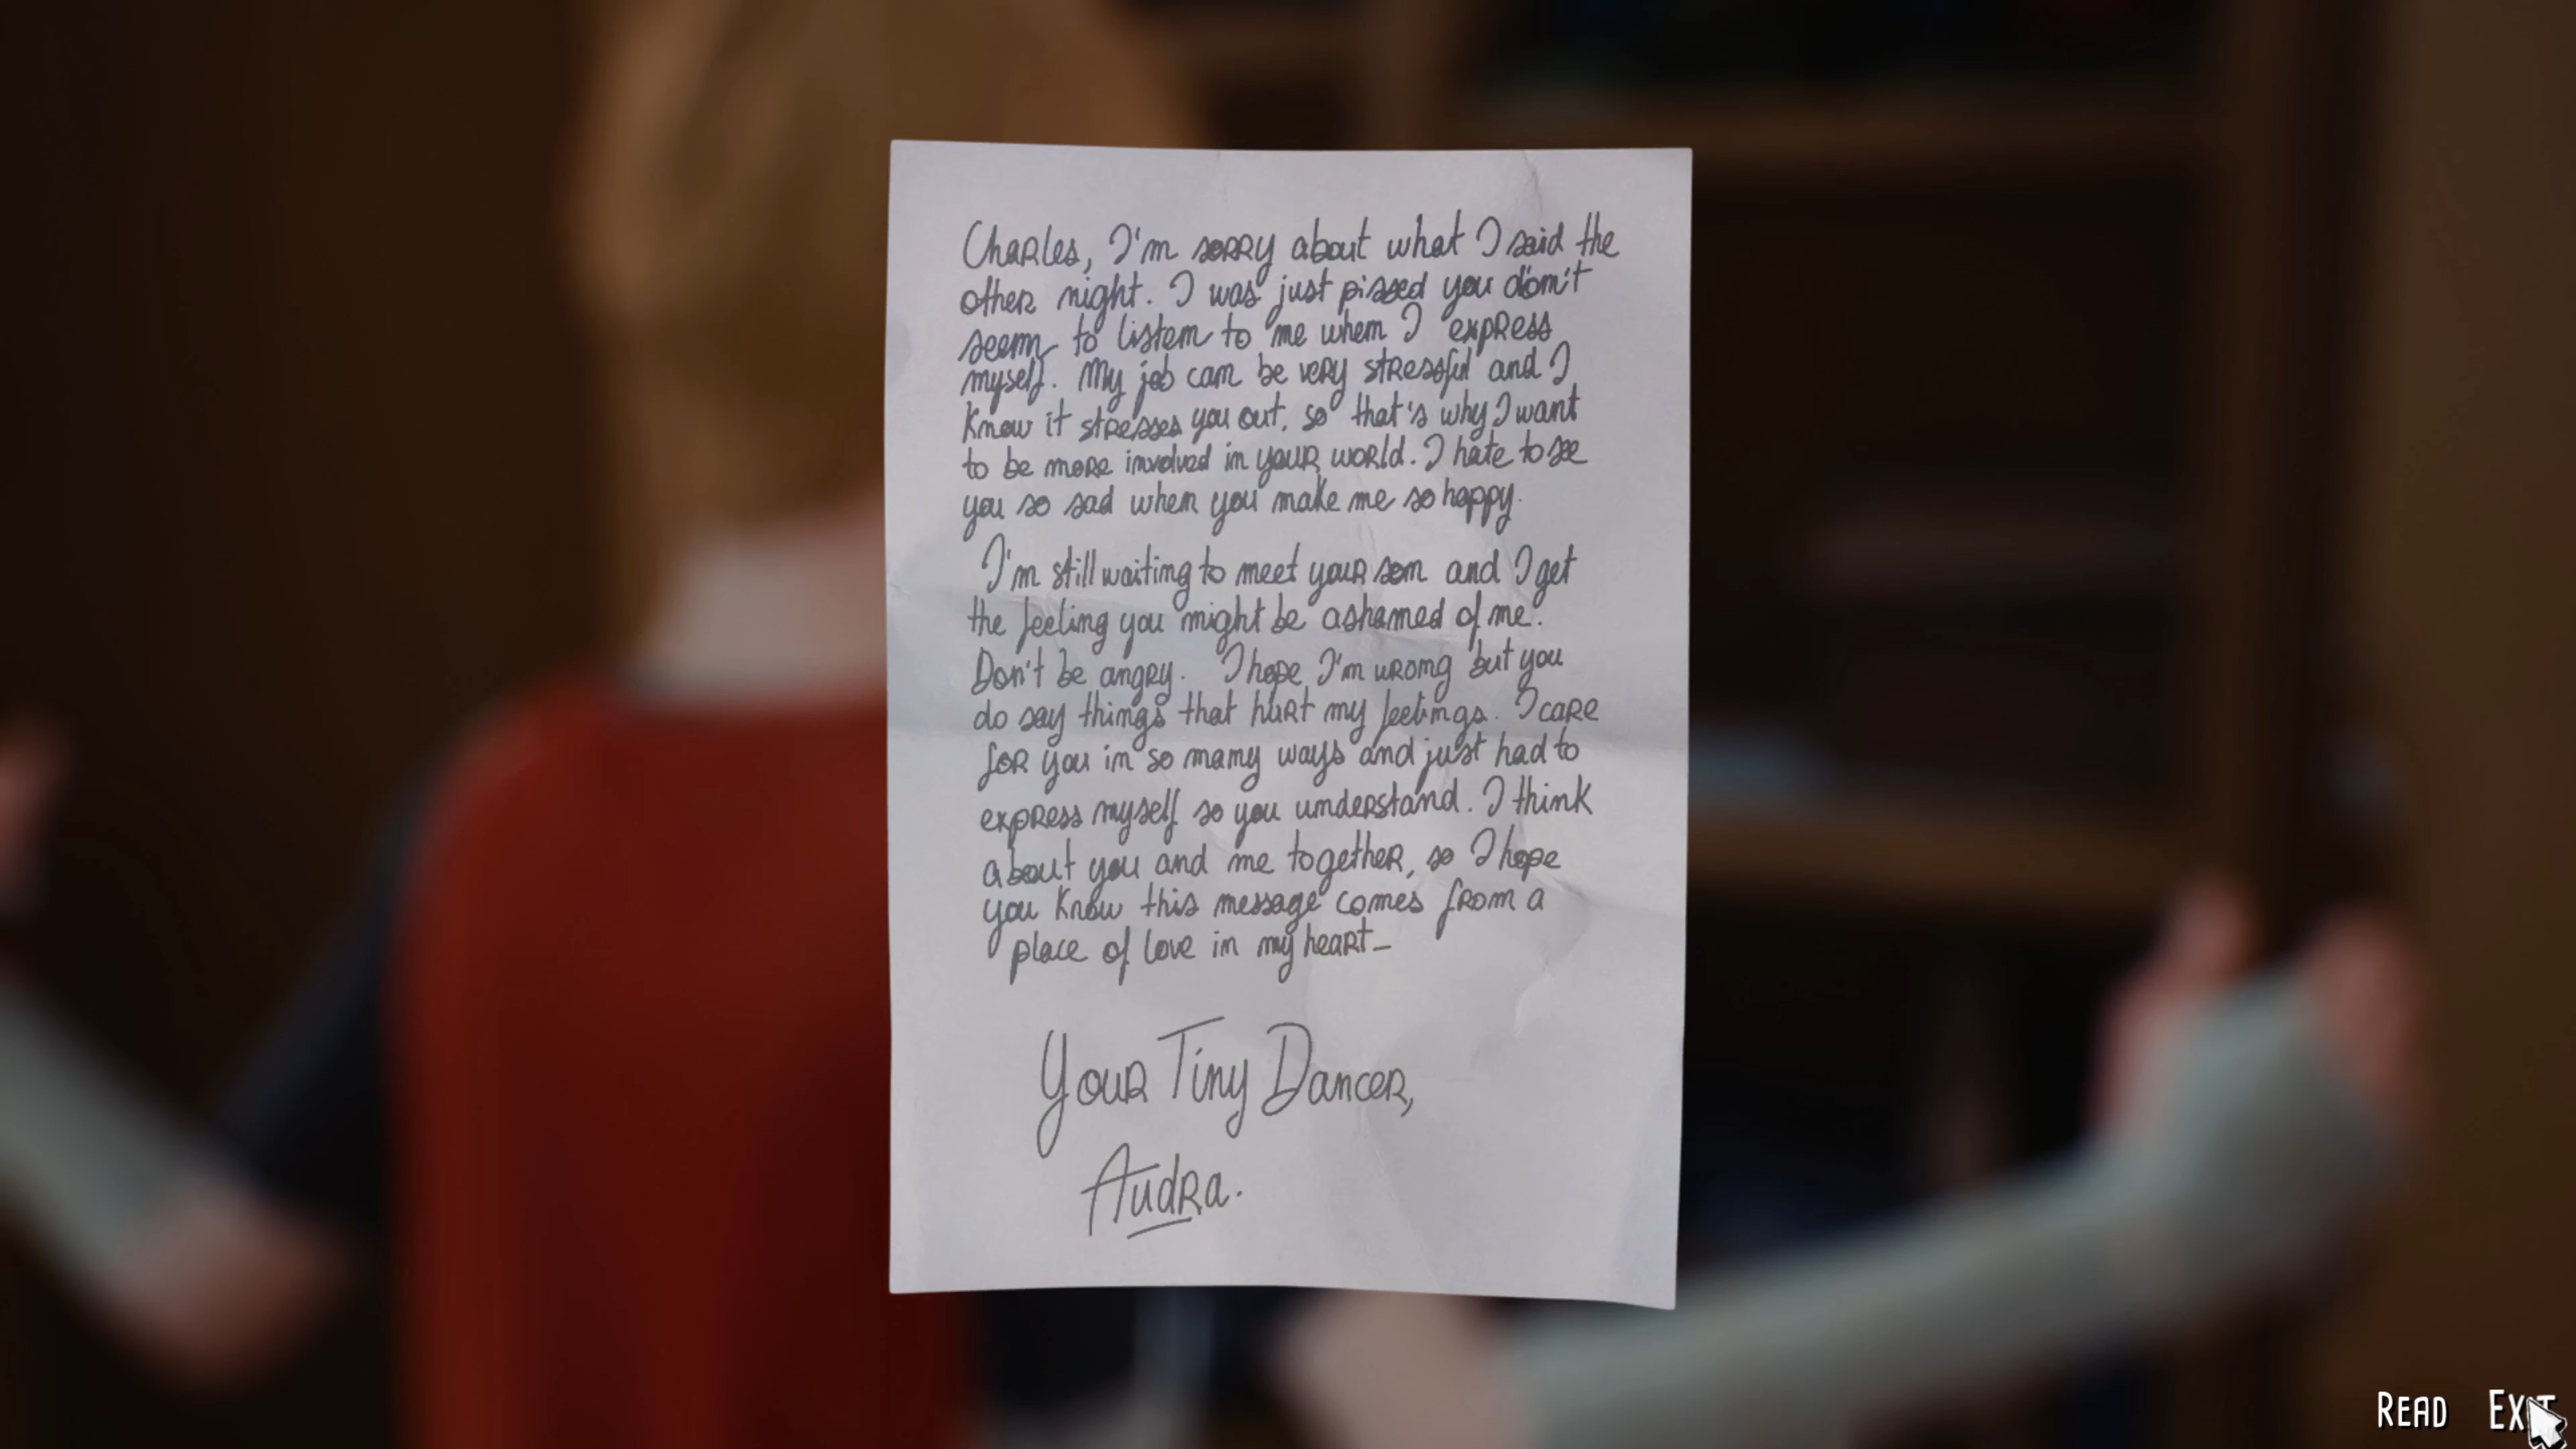 Charles, I'm sorry about what I said the
other night. I was just pissed you don't
seem to listen to me when I express
myself. My job can be very stressful and I
know it stresses you out, so that's why I want
to be more involved in your world. I hate to see
you so sad when you make me so happy.
I'm still waiting to meet your son and I get
the feeling you might be ashamed of me.
Don't be angry. I hope I'm wrong but you
do say things that hurt my feelings. I care
for you in so many ways and just had to
express myself so you understand. I think
about you and me together, so I hope
you know this message comes from a
place of love in my heart—
Your Tiny Dancer,
Audra.
READ EXIT